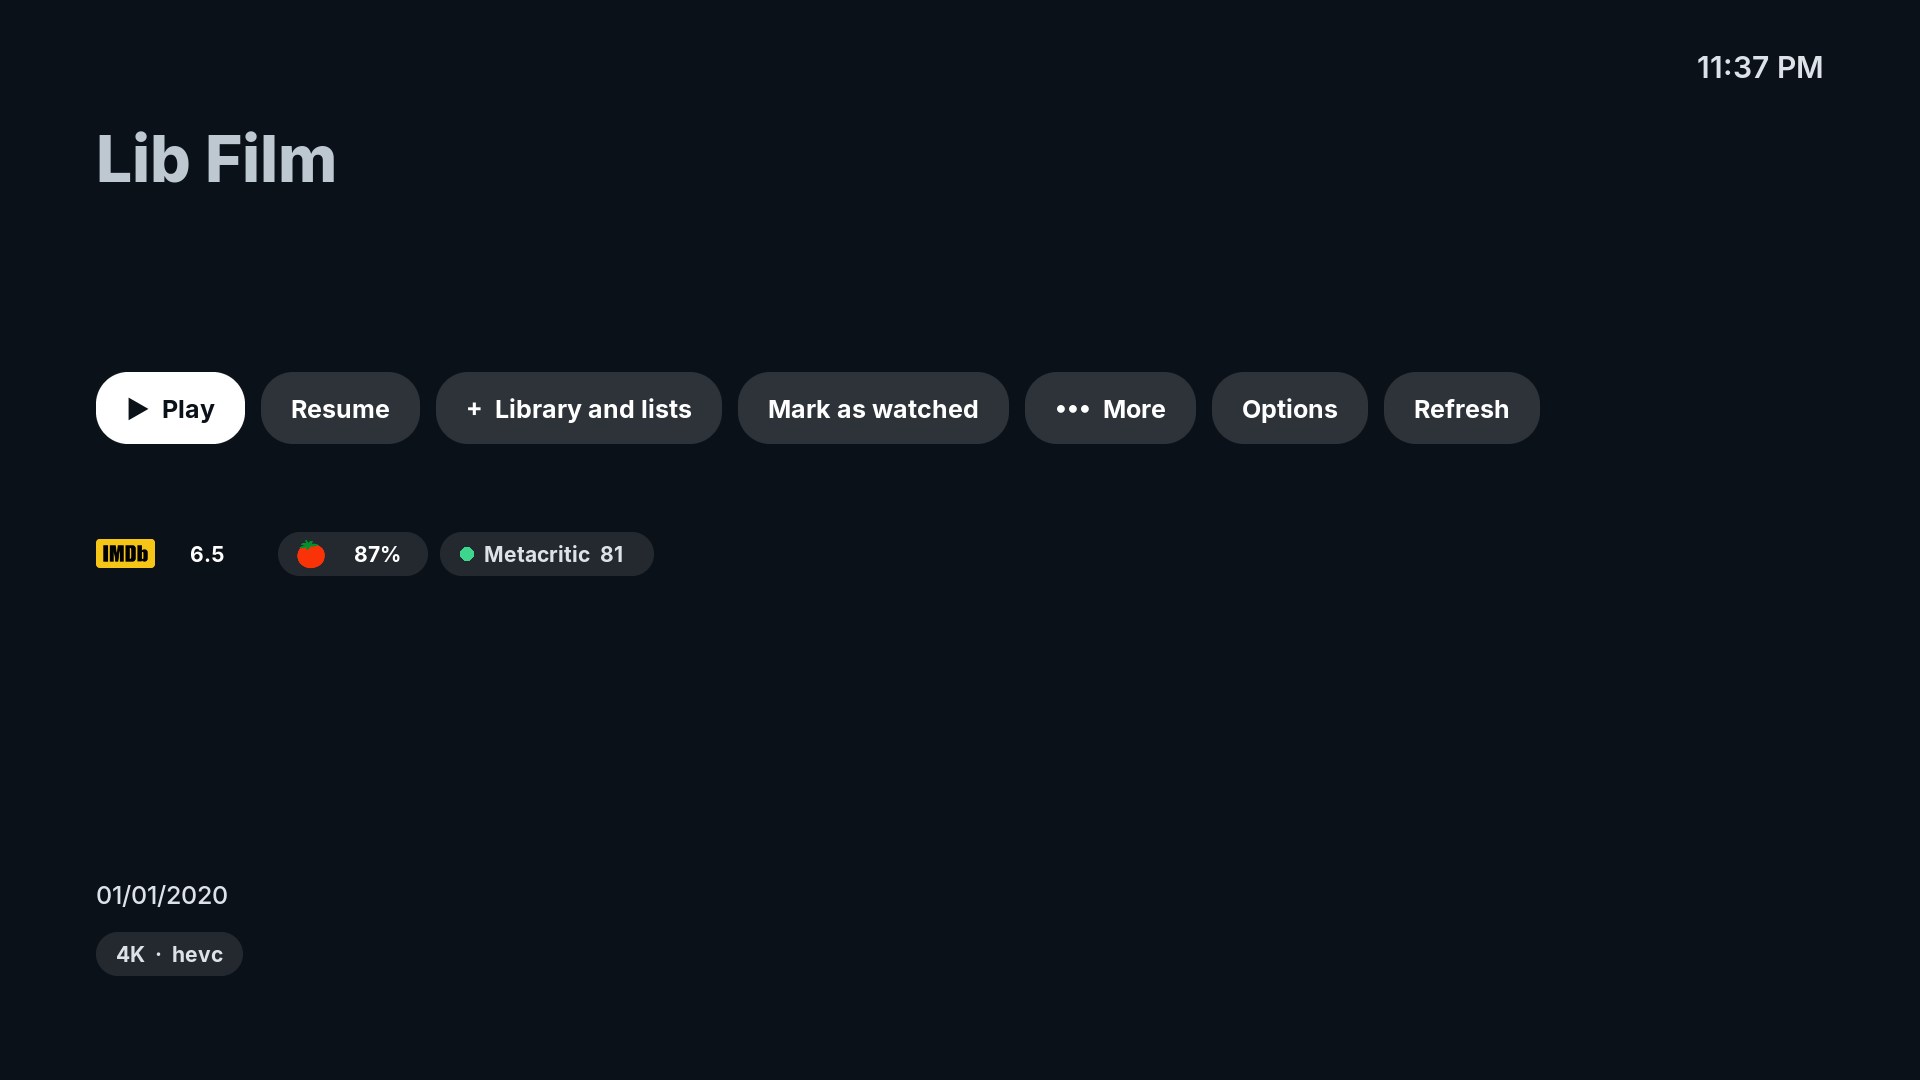 11:37 PM
Lib Film
Play Resume + Library and lists Mark as watched ••• More Options Refresh
IMDb 6.5 87% Metacritic 81
01/01/2020
4K · hevc